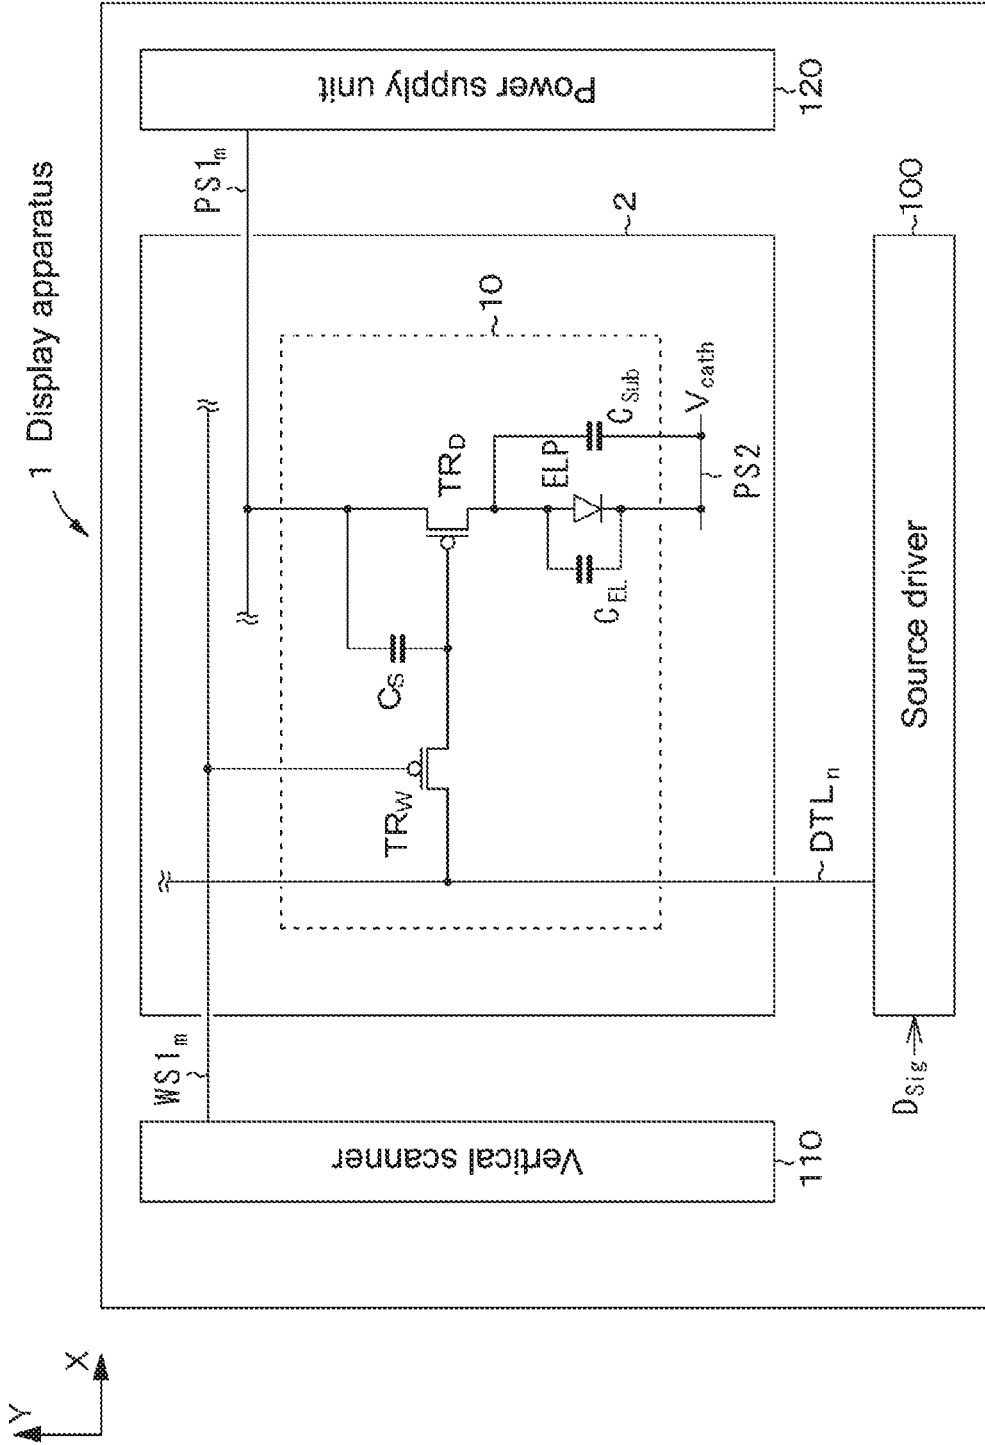 1 Display apparatus
Power supply unit
120
PS1m
2
100
10
TRD
CSub
Vcath
ELP
PS2
CEL
CS
TRW
Source driver
DTLn
WS1m
DSig
Vertical scanner
110
X
Y